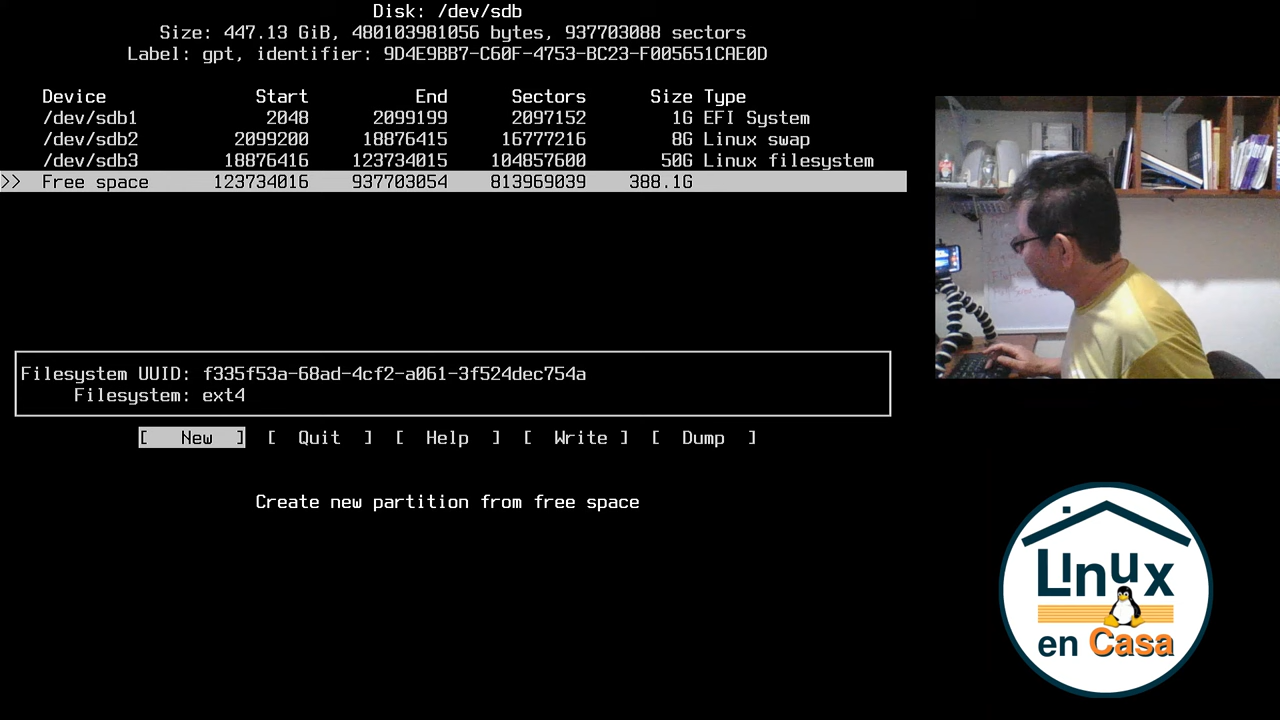 Disk: /dev/sdb
Size: 447.13 GiB, 480103981056 bytes, 937703088 sectors
Label: gpt, identifier: 9D4E9BB7-C60F-4753-BC23-F005651CAE0D
Device Start End Sectors Size Type
/dev/sdb1 2048 2099199 2097152 1G EFI System
/dev/sdb2 2099200 18876415 16777216 8G Linux swap
/dev/sdb3 18876416 123734015 104857600 50G Linux filesystem
>> Free space 123734016 937703054 813969039 388.1G
Filesystem UUID: f335f53a-68ad-4cf2-a061-3f524dec754a
Filesystem: ext4
[ New ] [ Quit ] [ Help ] [ Write ] [ Dump ]
Create new partition from free space
Linux
en Casa